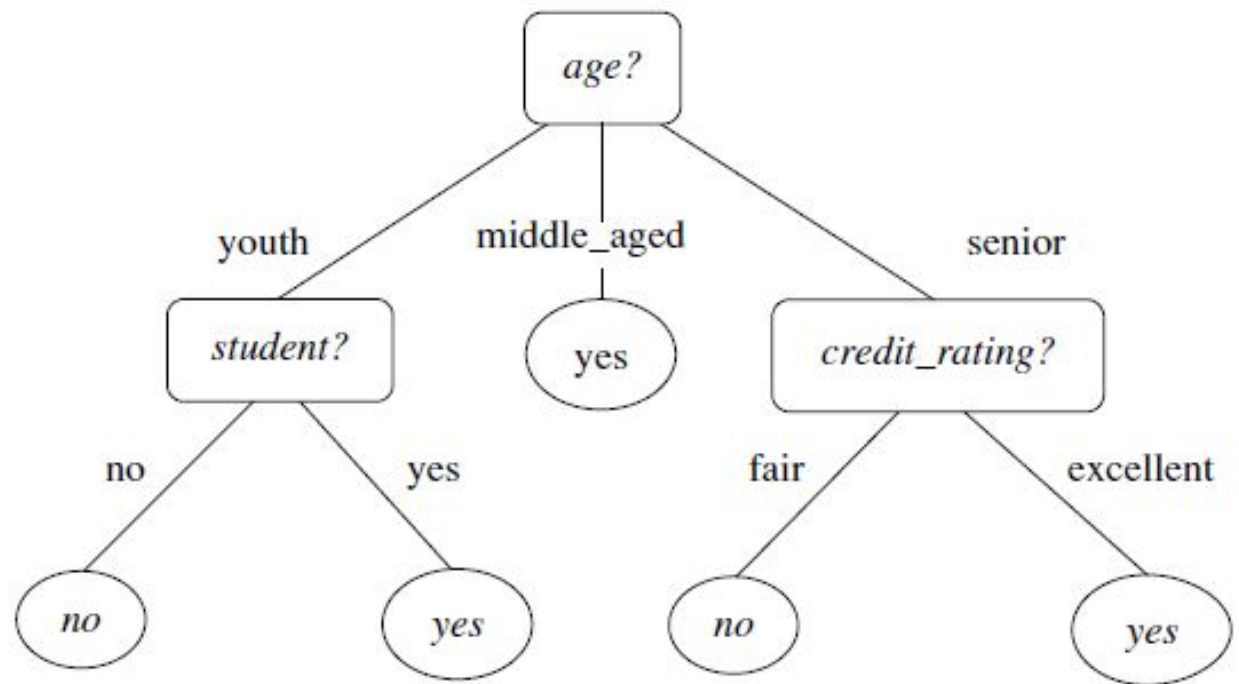 age?
youth
middle_aged
senior
student?
yes
credit_rating?
no
yes
fair
excellent
no
yes
no
yes